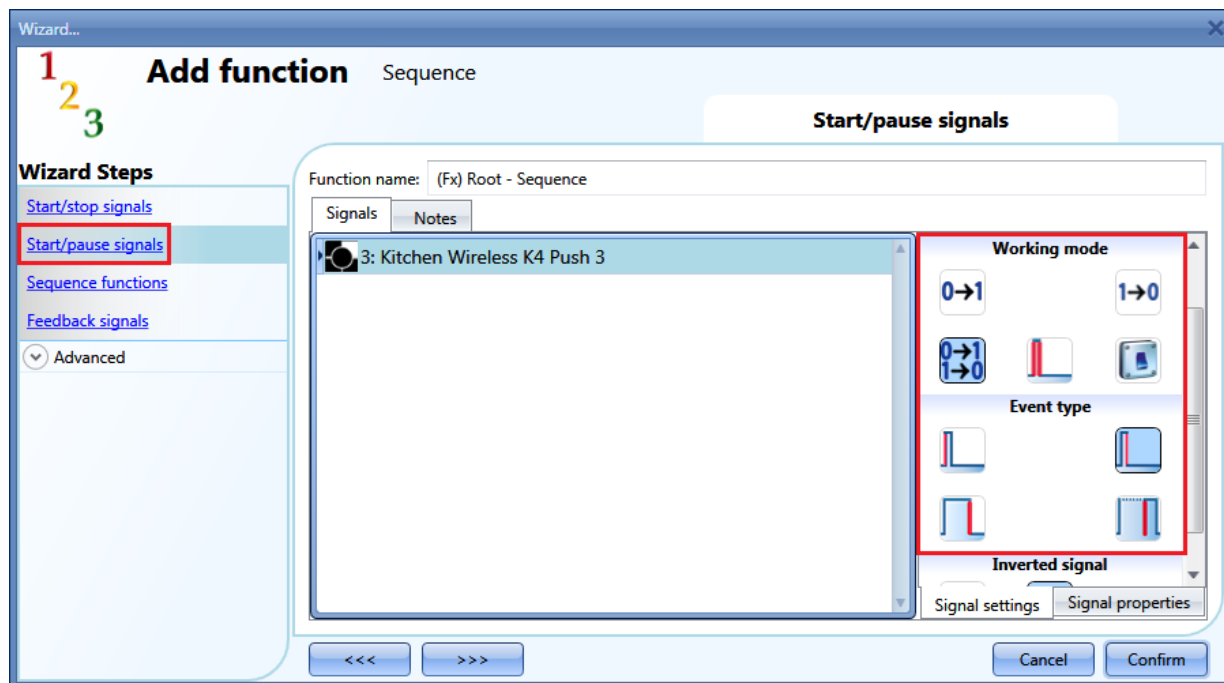 Wizard...
1 2 3
Add function Sequence
Start/pause signals
Wizard Steps
Start/stop signals
Start/pause signals
Sequence functions
Feedback signals
Advanced
Function name: (Fx) Root - Sequence
Signals Notes
3: Kitchen Wireless K4 Push 3
Working mode
0→1 1→0
0→1
1→0
Event type
Inverted signal
Signal settings Signal properties
<<< >>> Cancel Confirm